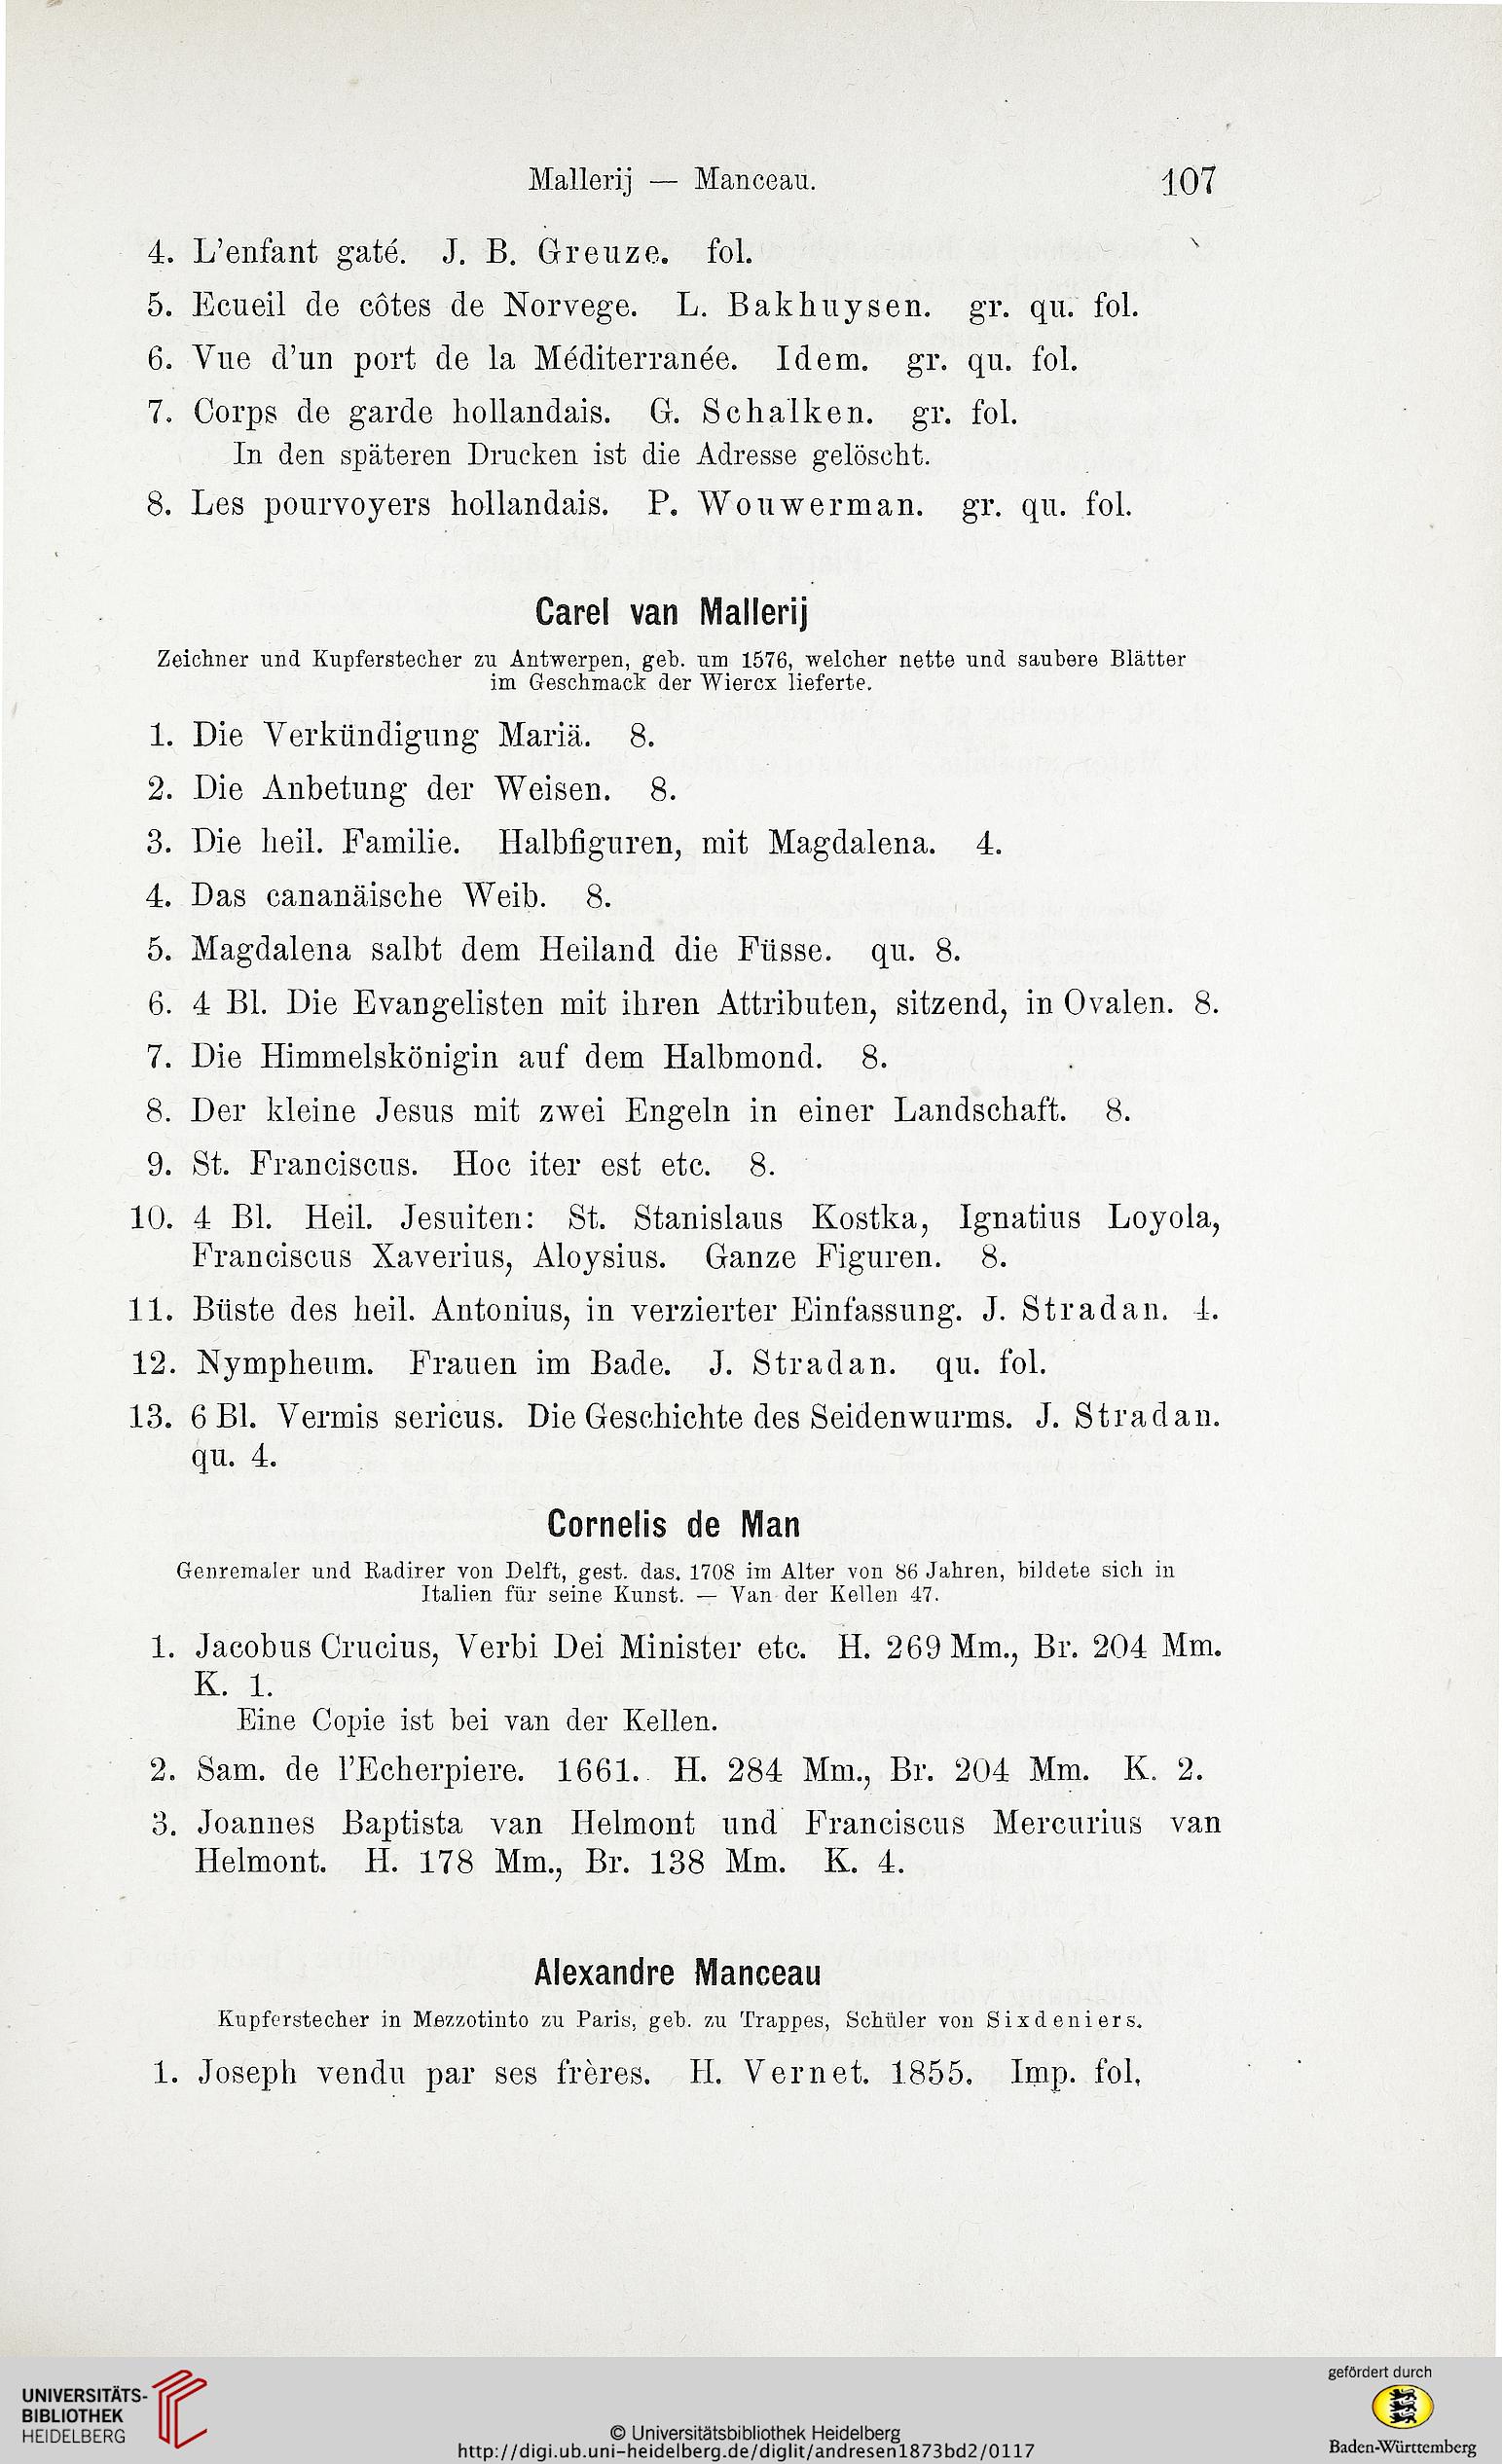 Mallerij — Manceau. 107
4. L'enfant gaté. J. B. Greuze. fol.
5. Ecueil de côtes de Norvege. L. Bakhuysen. gr. qu. fol.
6. Vue d'un port de la Méditerranée. Idem. gr. qu. fol.
7. Corps de garde hollandais. G. Schalken. gr. fol.
In den späteren Drucken ist die Adresse gelöscht.
8. Les pourvoyers hollandais. P. Wouwerman. gr. qu. fol.
Carel van Mallerij
Zeichner und Kupferstecher zu Antwerpen, geb. um 1576, welcher nette und saubere Blätter
im Geschmack der Wiercx lieferte.
1. Die Verkündigung Mariä. 8.
2. Die Anbetung der Weisen. 8.
3. Die heil. Familie. Halbfiguren, mit Magdalena. 4.
4. Das cananäische Weib. 8.
5. Magdalena salbt dem Heiland die Füsse. qu. 8.
6. 4 Bl. Die Evangelisten mit ihren Attributen, sitzend, in Ovalen. 8.
7. Die Himmelskönigin auf dem Halbmond. 8.
8. Der kleine Jesus mit zwei Engeln in einer Landschaft. 8.
9. St. Franciscus. Hoc iter est etc. 8.
10. 4 Bl. Heil. Jesuiten: St. Stanislaus Kostka, Ignatius Loyola,
Franciscus Xaverius, Aloysius. Ganze Figuren. 8.
11. Büste des heil. Antonius, in verzierter Einfassung. J. Stradan. 4.
12. Nympheum. Frauen im Bade. J. Stradan. qu. fol.
13. 6 Bl. Vermis sericus. Die Geschichte des Seidenwurms. J. Stradan.
qu. 4.
Cornelis de Man
Genremaler und Radirer von Delft, gest. das. 1708 im Alter von 86 Jahren, bildete sich in
Italien für seine Kunst. — Van der Kellen 47.
1. Jacobus Crucius, Verbi Dei Minister etc. H. 269 Mm., Br. 204 Mm.
K. 1.
Eine Copie ist bei van der Kellen.
2. Sam. de l'Echerpiere. 1661. H. 284 Mm., Br. 204 Mm. K. 2.
3. Joannes Baptista van Helmont und Franciscus Mercurius van
Helmont. H. 178 Mm., Br. 138 Mm. K. 4.
Alexandre Manceau
Kupferstecher in Mezzotinto zu Paris, geb. zu Trappes, Schüler von Sixdeniers.
1. Joseph vendu par ses frères. H. Vernet. 1855. Imp. fol.
UNIVERSITÄTS-
BIBLIOTHEK
HEIDELBERG
© Universitätsbibliothek Heidelberg
http://digi.ub.uni-heidelberg.de/diglit/andresen1873bd2/0117
gefördert durch
Baden-Württemberg